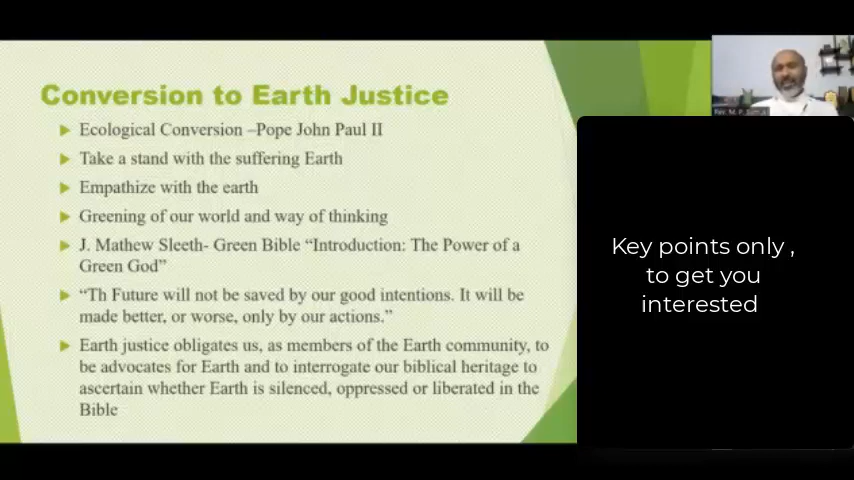 Conversion to Earth Justice
Ecological Conversion –Pope John Paul II
Take a stand with the suffering Earth
Empathize with the earth
Greening of our world and way of thinking
J. Mathew Sleeth- Green Bible “Introduction: The Power of a
Green God”
“Th Future will not be saved by our good intentions. It will be
made better, or worse, only by our actions.”
Earth justice obligates us, as members of the Earth community, to
be advocates for Earth and to interrogate our biblical heritage to
ascertain whether Earth is silenced, oppressed or liberated in the
Bible
Rev. M. P.
Key points only ,
to get you
interested